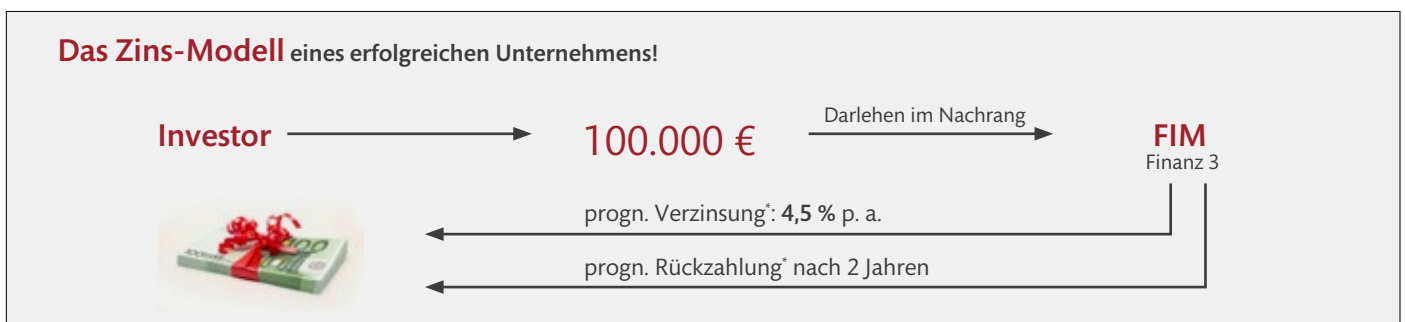 Das Zins-Modell eines erfolgreichen Unternehmens!
Investor 100.000 € Darlehen im Nachrang FIM
Finanz 3
progn. Verzinsung*: 4,5 % p. a.
progn. Rückzahlung* nach 2 Jahren
100